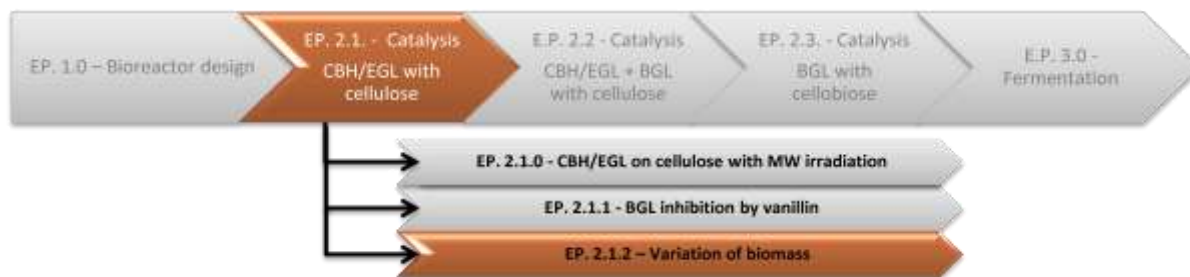 EP. 1.0 – Bioreactor design
EP. 2.1. - Catalysis
CBH/EGL with
cellulose
E.P. 2.2 - Catalysis
CBH/EGL + BGL
with cellulose
EP. 2.3. - Catalysis
BGL with
cellobiose
E.P. 3.0 -
Fermentation
EP. 2.1.0 - CBH/EGL on cellulose with MW irradiation
EP. 2.1.1 - BGL inhibition by vanillin
EP. 2.1.2 – Variation of biomass